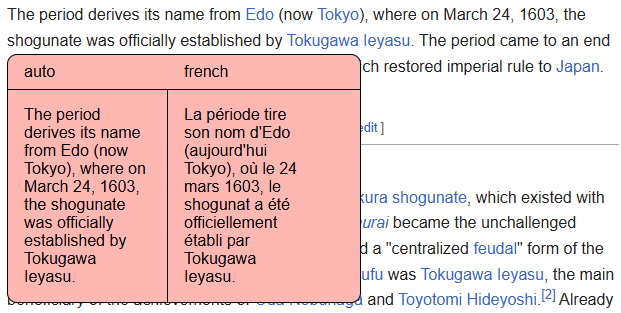 The period derives its name from Edo (now Tokyo), where on March 24, 1603, the
shogunate was officially established by Tokugawa Ieyasu. The period came to an end
ch restored imperial rule to Japan.
edit ]
kura shogunate, which existed with
urai became the unchallenged
d a "centralized feudal" form of the
ufu was Tokugawa Ieyasu, the main
and Toyotomi Hideyoshi.[2] Already
auto
french
The period
derives its name
from Edo (now
Tokyo), where on
March 24, 1603,
the shogunate
was officially
established by
Tokugawa
Ieyasu.
La période tire
son nom d'Edo
(aujourd'hui
Tokyo), où le 24
mars 1603, le
shogunat a été
officiellement
établi par
Tokugawa
Ieyasu.